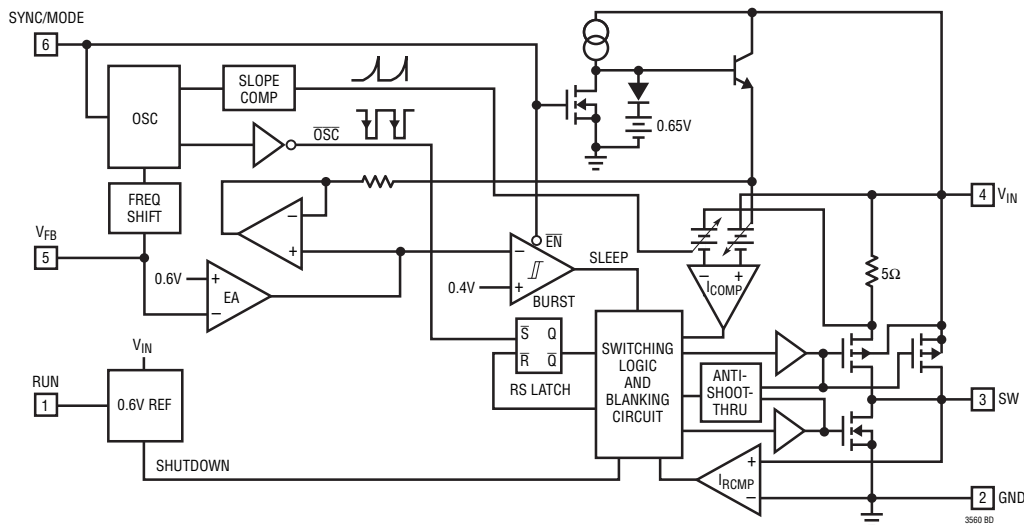 SYNC/MODE
6
OSC
SLOPE
COMP
OSC
FREQ
SHIFT
0.65V
4
VIN
VFB
5
0.6V
+
–
EA
–
+
–
+
EN
0.4V
BURST
SLEEP
–
+
ICOMP
5Ω
S
Q
R
Q
RS LATCH
SWITCHING
LOGIC
AND
BLANKING
CIRCUIT
ANTI-
SHOOT-
THRU
3
SW
VIN
RUN
1
0.6V REF
SHUTDOWN
+
IRCMP
–
2
GND
3560 BD